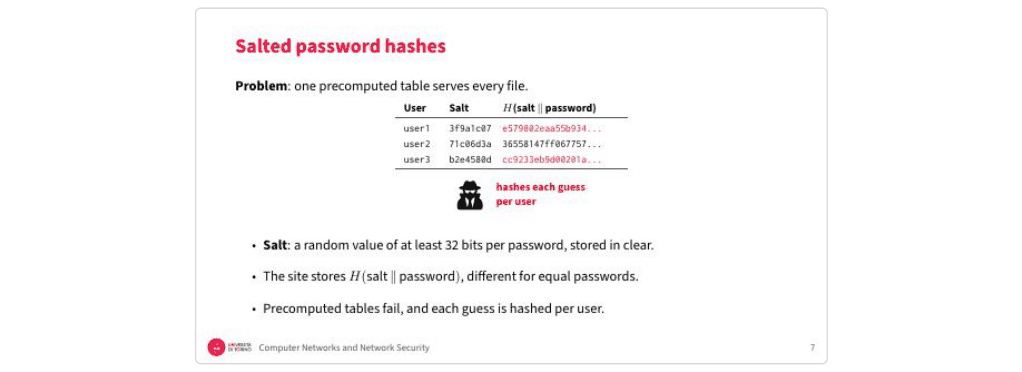 Salted password hashes
Problem: one precomputed table serves every file.
User Salt H(salt || password)
user1 3f9a1c07 e579802eaa55b934...
user2 71c06d3a 36558147ff067757...
user3 b2e4580d cc9233eb9d00201a...
hashes each guess
per user
• Salt: a random value of at least 32 bits per password, stored in clear.
• The site stores H(salt || password), different for equal passwords.
• Precomputed tables fail, and each guess is hashed per user.
UNIVERSITÀ
DI TORINO
Computer Networks and Network Security
7